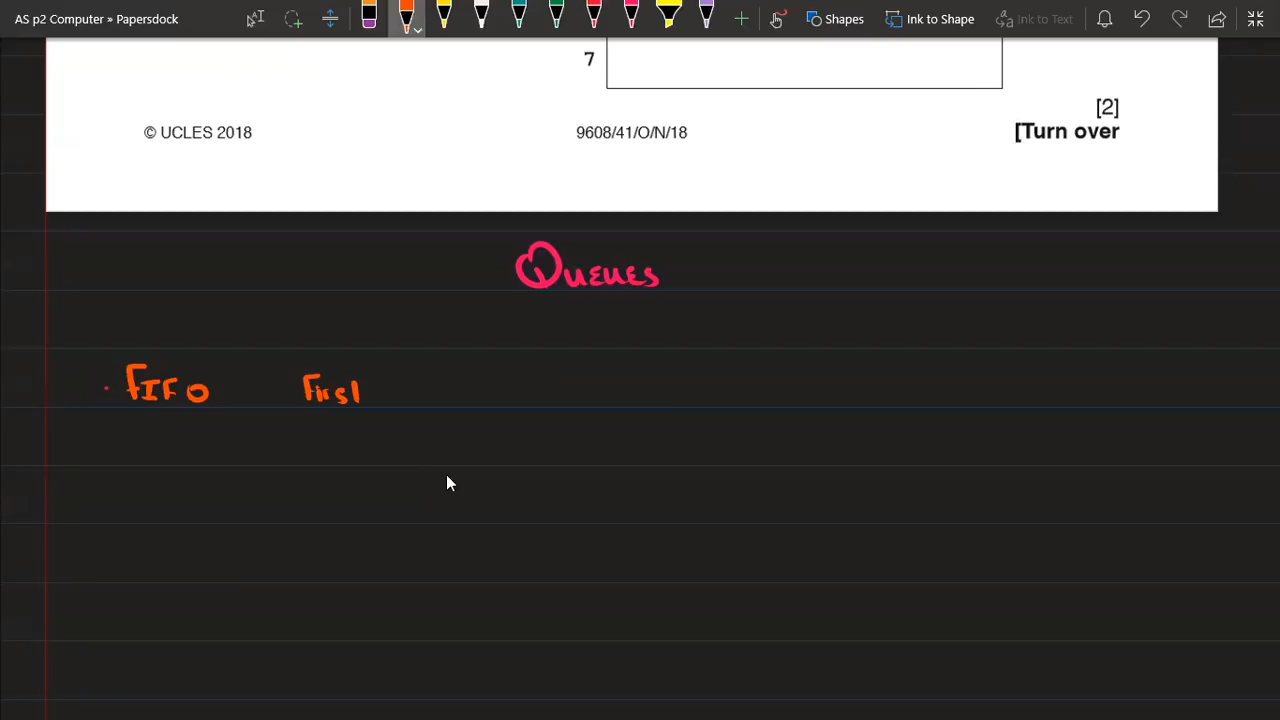 AS p2 Computer » Papersdock
Shapes
Ink to Shape
Ink to Text
7
[2]
© UCLES 2018
9608/41/O/N/18
[Turn over
Queues
FIFO First